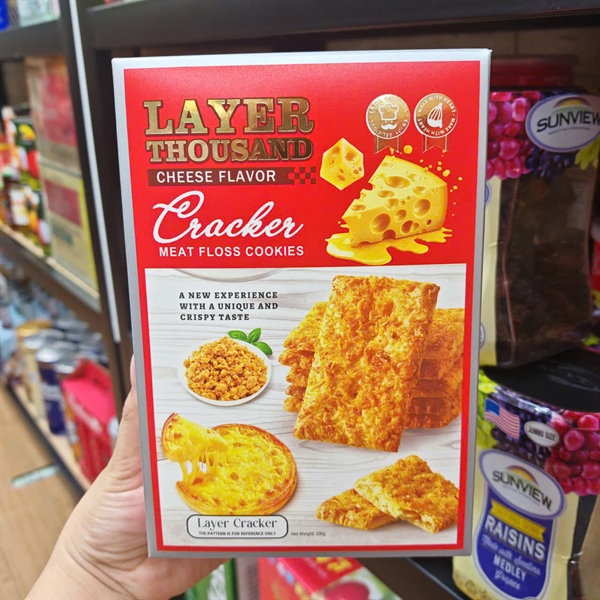 LAYER
THOUSAND
CHEESE FLAVOR
Cracker
MEAT FLOSS COOKIES
A NEW EXPERIENCE
WITH A UNIQUE AND
CRISPY TASTE
Layer Cracker
THE PATTERN IS FOR REFERENCE ONLY
SUNVIEW
SUNVIEW
RAISINS
MEDLEY